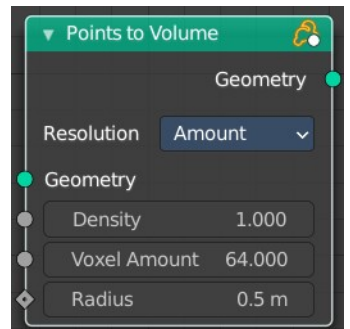 Points to Volume
Geometry
Resolution Amount
Geometry
Density 1.000
Voxel Amount 64.000
Radius 0.5 m